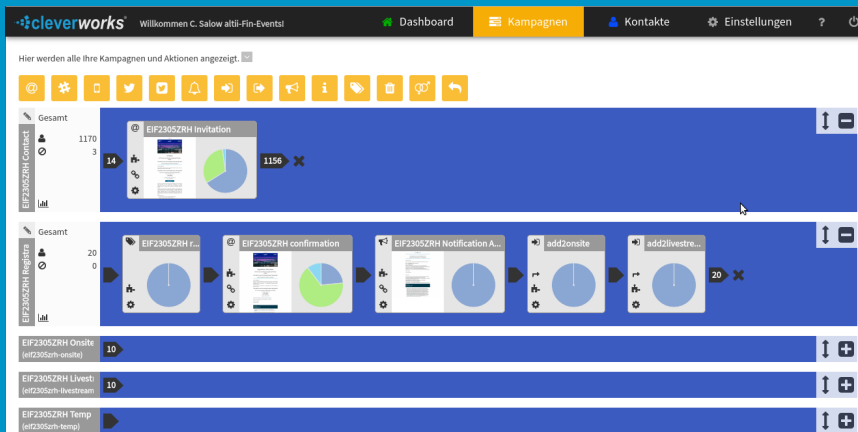 cleverworks® Willkommen C. Salow altii-Fin-Events! Dashboard Kampagnen Kontakte Einstellungen ?
Hier werden alle Ihre Kampagnen und Aktionen angezeigt.
EIF2305ZRH Contact
Gesamt
1170
3
14
@ EIF2305ZRH Invitation
1156
EIF2305ZRH Registra
Gesamt
20
0
EIF2305ZRH r...
@ EIF2305ZRH confirmation
EIF2305ZRH Notification A...
add2onsite
add2livestre...
20
EIF2305ZRH Onsite
(eif2305zrh-onsite)
10
EIF2305ZRH Livest
(eif2305zrh-livestream
10
EIF2305ZRH Temp
(eif2305zrh-temp)